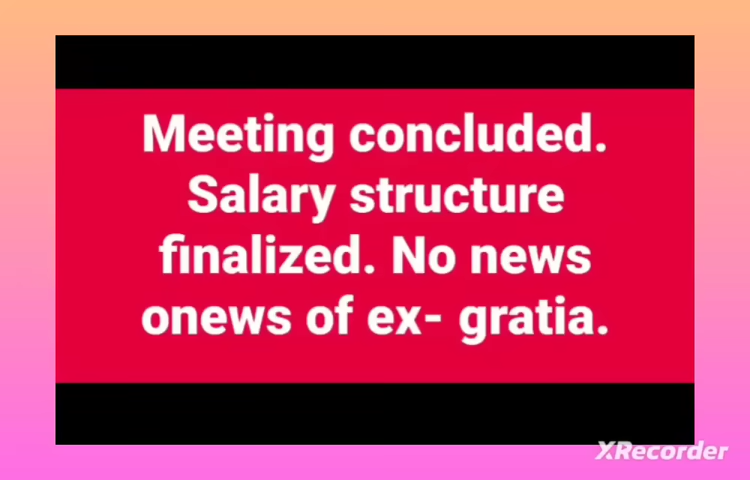 Meeting concluded.
Salary structure
finalized. No news
onews of ex- gratia.
XRecorder